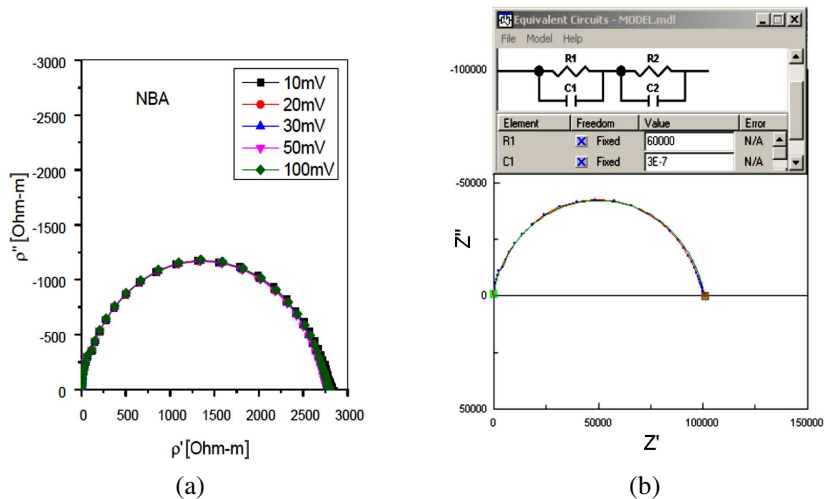 -3000
-2500
-2000
-1500
-1000
-500
0
0 500 1000 1500 2000 2500 3000
ρ'' [Ohm-m]
ρ' [Ohm-m]
NBA
10mV
20mV
30mV
50mV
100mV
(a)
Equivalent Circuits - MODEL.mdl
File Model Help
R1 R2
C1 C2
Element Freedom Value Error
R1 Fixed 60000 N/A
C1 Fixed 3E-7 N/A
-100000
-50000
0
50000
0 50000 100000 150000
Z''
Z'
(b)